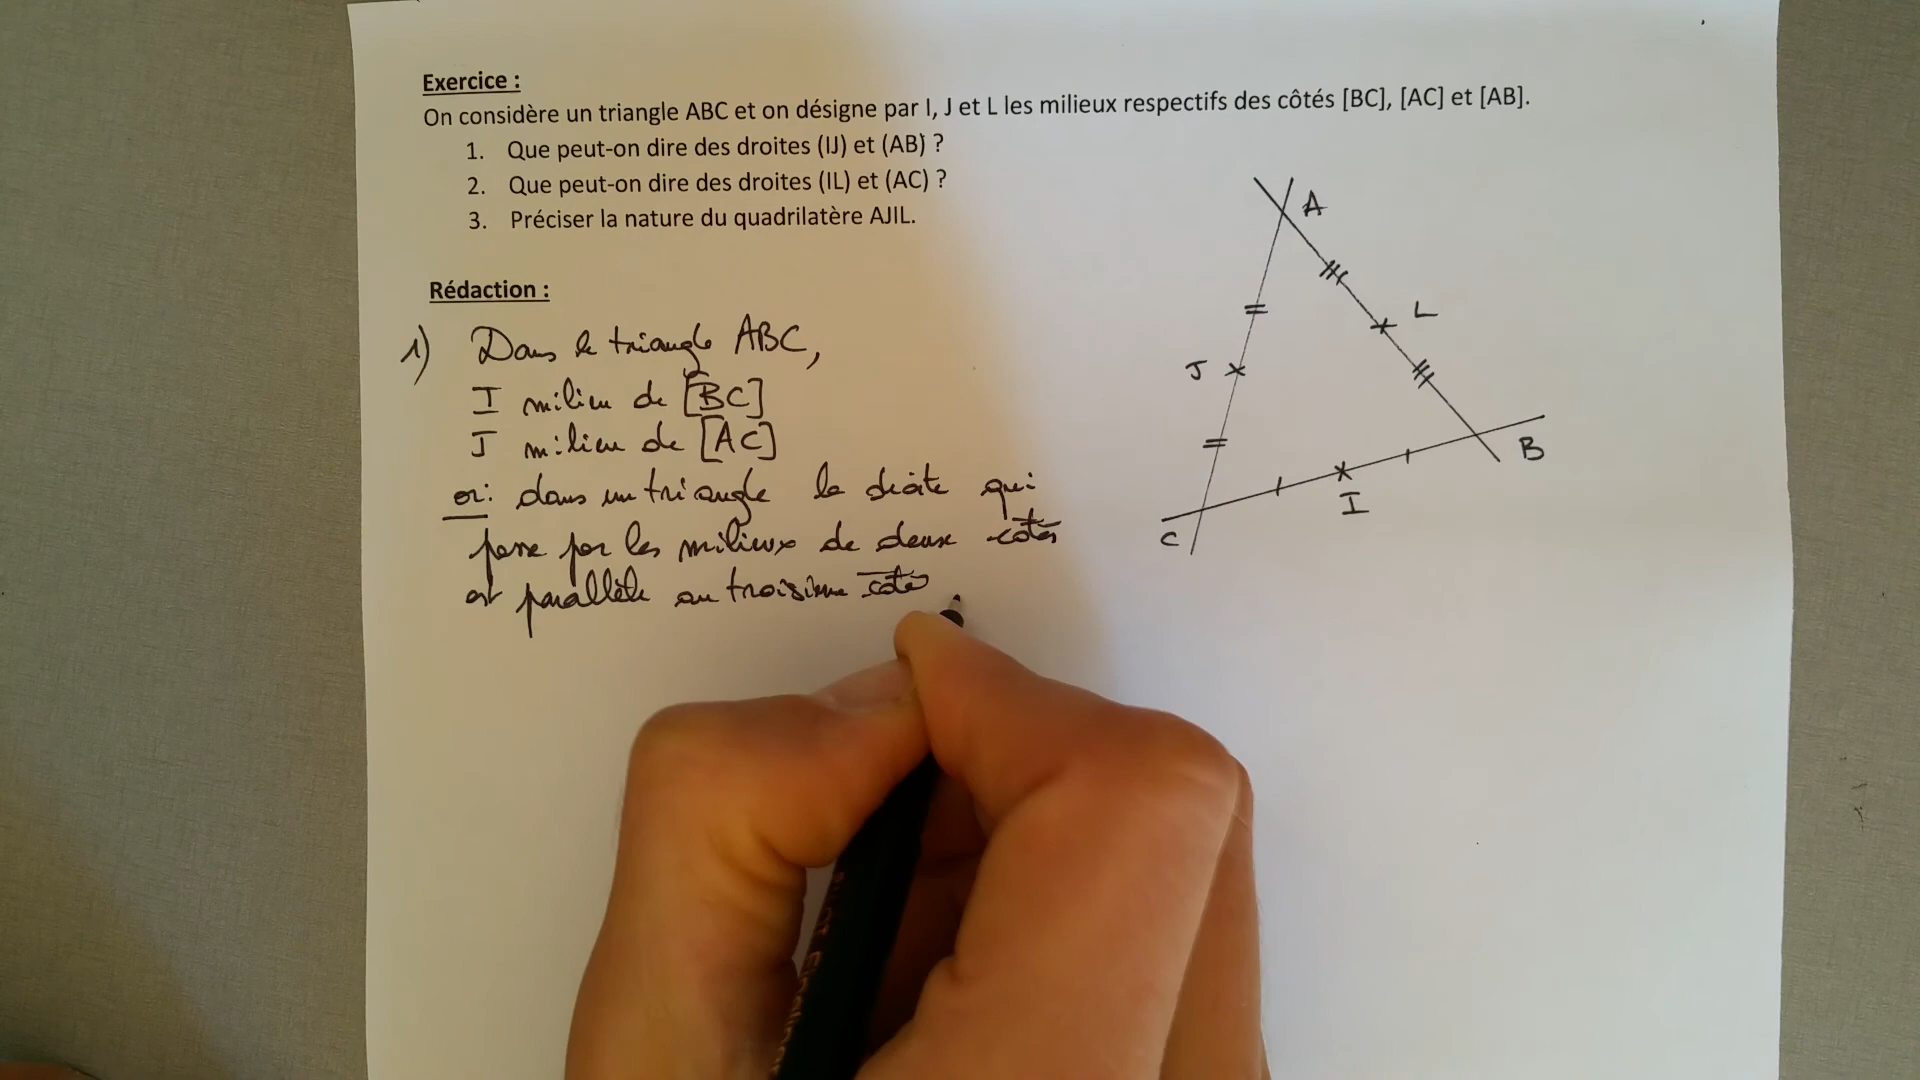 Exercice :
On considère un triangle ABC et on désigne par I, J et L les milieux respectifs des côtés [BC], [AC] et [AB].
1. Que peut-on dire des droites (IJ) et (AB) ?
2. Que peut-on dire des droites (IL) et (AC) ?
3. Préciser la nature du quadrilatère AJIL.
Rédaction :
1) Dans le triangle ABC,
I milieu de [BC]
J milieu de [AC]
or: dans un triangle la droite qui
passe par les milieux de deux côtés
est parallèle au troisième côté
A
L
J
B
I
C
PILOT